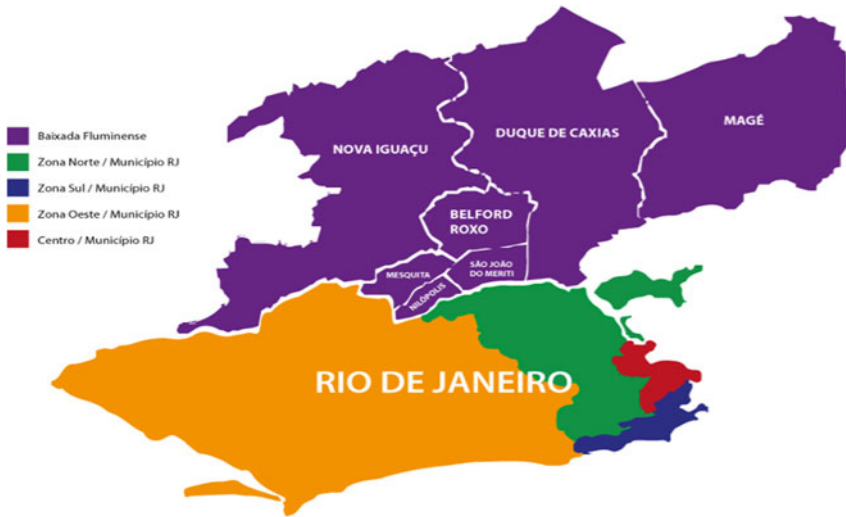 Baixada Fluminense
Zona Norte / Município RJ
Zona Sul / Município RJ
Zona Oeste / Município RJ
Centro / Município RJ
NOVA IGUAÇU
DUQUE DE CAXIAS
MAGÉ
BELFORD
ROXO
MESQUITA
SÃO JOÃO
DO MERITI
NILÓPOLIS
RIO DE JANEIRO